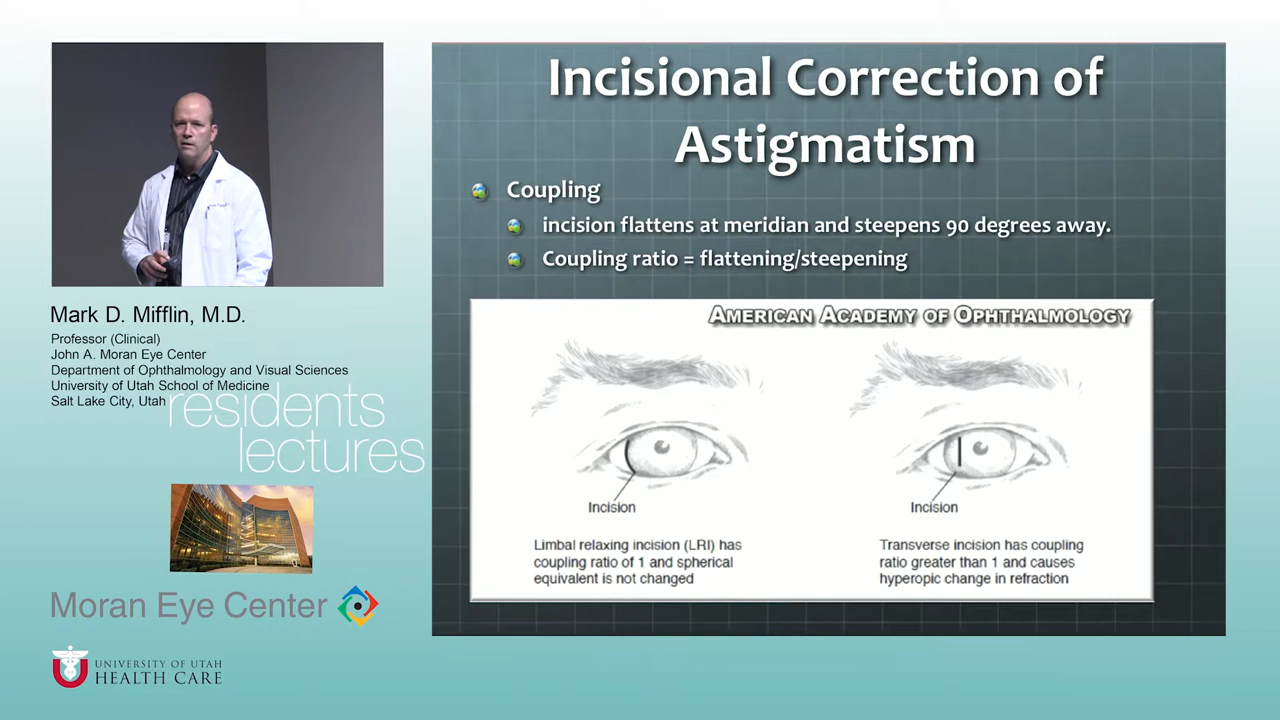 Incisional Correction of
Astigmatism
Coupling
incision flattens at meridian and steepens 90 degrees away.
Coupling ratio = flattening/steepening
AMERICAN ACADEMY OF OPHTHALMOLOGY
Incision
Limbal relaxing incision (LRI) has
coupling ratio of 1 and spherical
equivalent is not changed
Incision
Transverse incision has coupling
ratio greater than 1 and causes
hyperopic change in refraction
Mark D. Mifflin, M.D.
Professor (Clinical)
John A. Moran Eye Center
Department of Ophthalmology and Visual Sciences
University of Utah School of Medicine
Salt Lake City, Utah
residents
lectures
Moran Eye Center
UNIVERSITY OF UTAH
HEALTH CARE